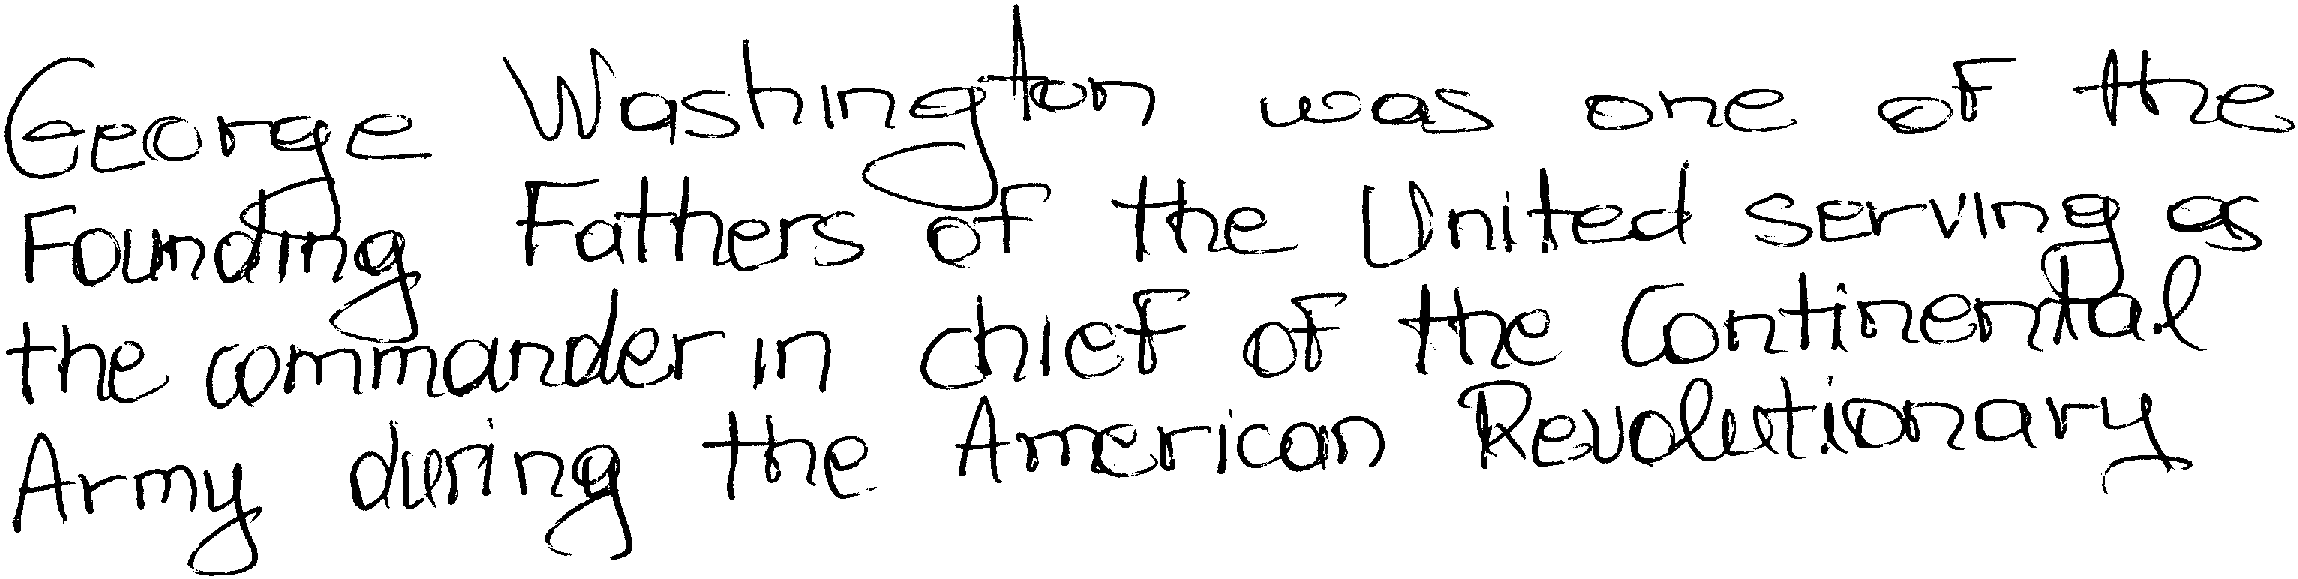 George Washington was one of the
Founding Fathers of the United serving as
the commander in chief of the Continental
Army during the American Revolutionary